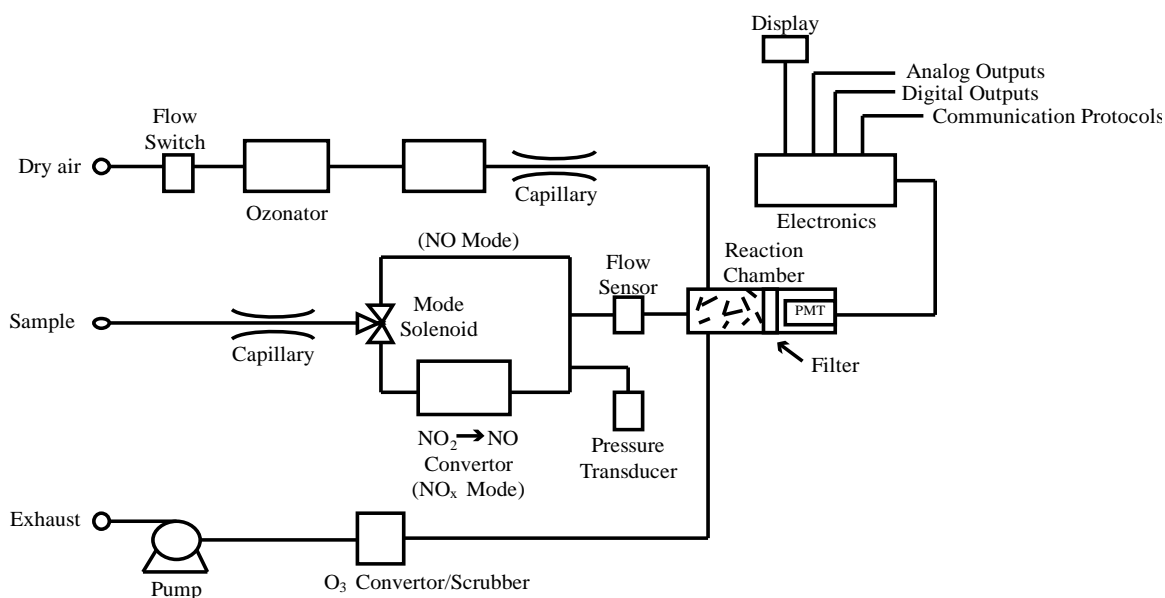 Display
Analog Outputs
Digital Outputs
Communication Protocols
Flow
Switch
Dry air
Ozonator
Capillary
Electronics
(NO Mode)
Flow
Sensor
Reaction
Chamber
Sample
Mode
Solenoid
Capillary
PMT
Filter
NO₂→NO
Convertor
(NOₓ Mode)
Pressure
Transducer
Exhaust
Pump
O₃ Convertor/Scrubber